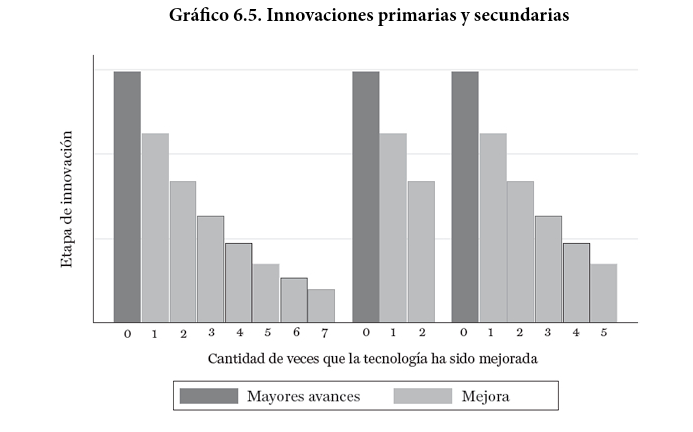 Gráfico 6.5. Innovaciones primarias y secundarias
Etapa de innovación
0 1 2 3 4 5 6 7 0 1 2 0 1 2 3 4 5
Cantidad de veces que la tecnología ha sido mejorada
Mayores avances Mejora